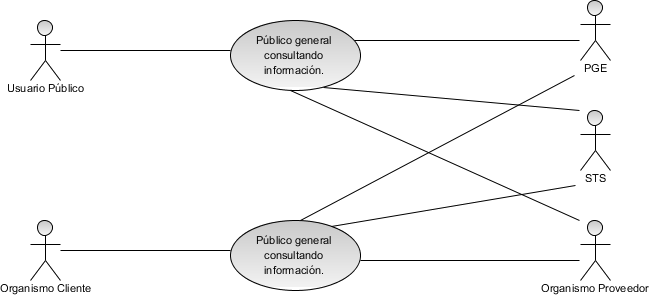 Público general
consultando
información.
PGE
Usuario Público
STS
Público general
consultando
información.
Organismo Cliente
Organismo Proveedor